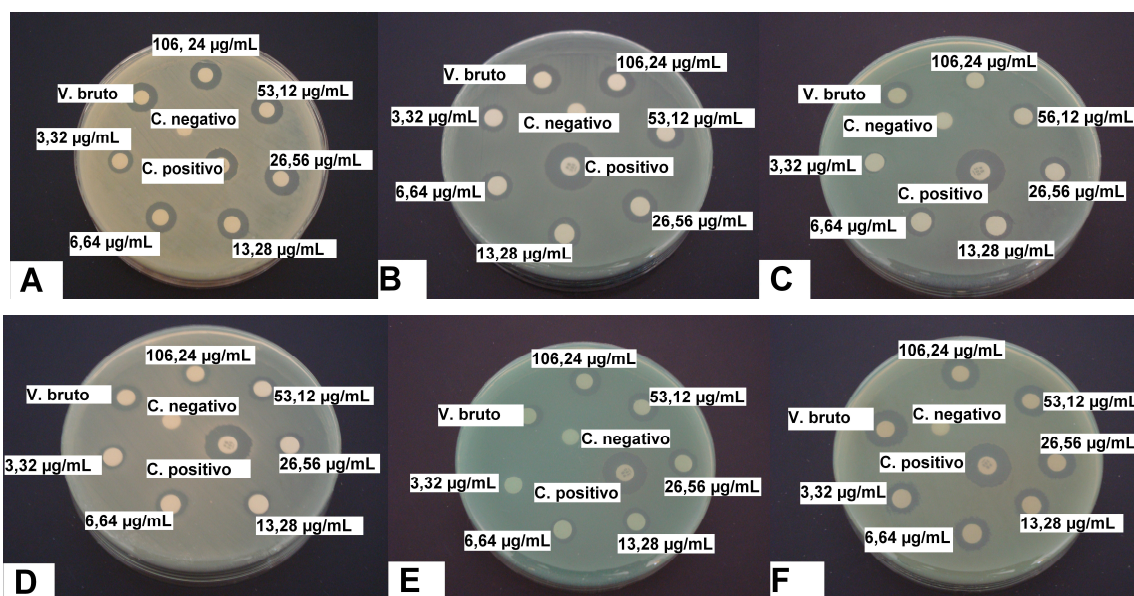 106, 24 µg/mL
V. bruto
53,12 µg/mL
C. negativo
3,32 µg/mL
C. positivo
26,56 µg/mL
6,64 µg/mL
13,28 µg/mL
A
V. bruto
106,24 µg/mL
3,32 µg/mL
C. negativo
53,12 µg/mL
C. positivo
6,64 µg/mL
26,56 µg/mL
13,28 µg/mL
B
106,24 µg/mL
V. bruto
56,12 µg/mL
C. negativo
3,32 µg/mL
C. positivo
26,56 µg/mL
6,64 µg/mL
13,28 µg/mL
C
106,24 µg/mL
V. bruto
53,12 µg/mL
C. negativo
3,32 µg/mL
C. positivo
26,56 µg/mL
6,64 µg/mL
13,28 µg/mL
D
106,24 µg/mL
53,12 µg/mL
V. bruto
C. negativo
3,32 µg/mL
C. positivo
26,56 µg/mL
6,64 µg/mL
13,28 µg/mL
E
106,24 µg/mL
53,12 µg/mL
V. bruto
C. negativo
26,56 µg/mL
C. positivo
3,32 µg/mL
13,28 µg/mL
6,64 µg/mL
F